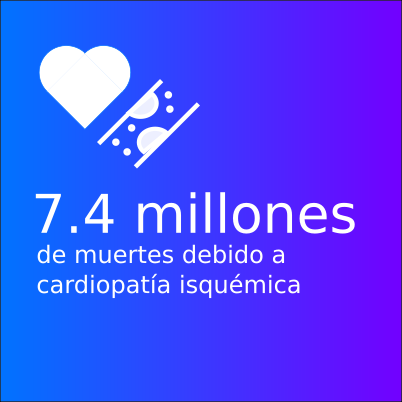 7.4 millones
de muertes debido a
cardiopatía isquémica